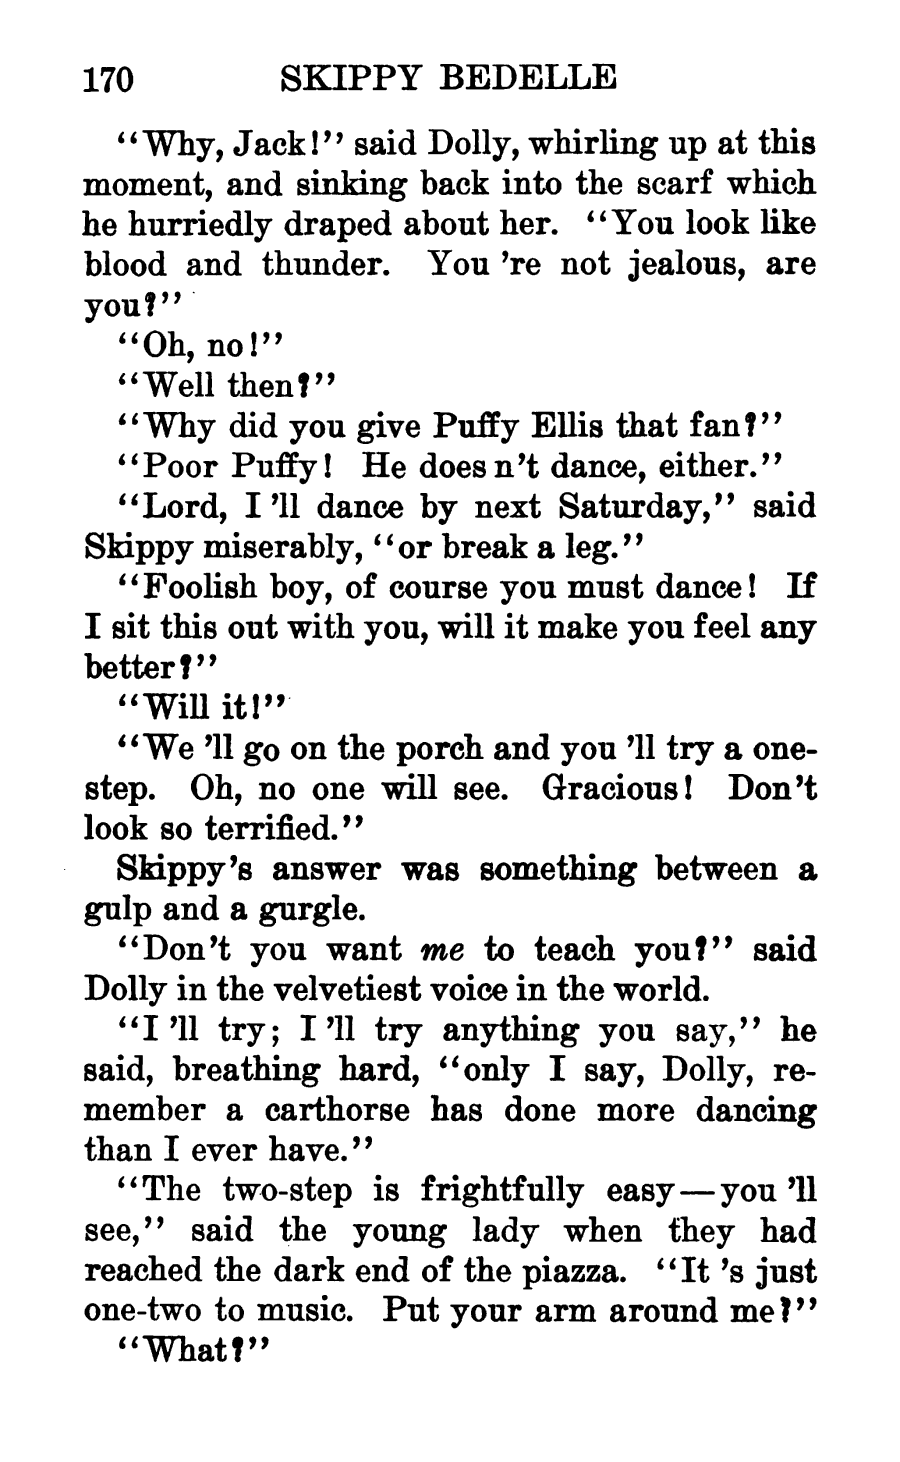 170 SKIPPY BEDELLE
“Why, Jack!” said Dolly, whirling up at this
moment, and sinking back into the scarf which
he hurriedly draped about her. “You look like
blood and thunder. You ’re not jealous, are
you?”
“Oh, no!”
“Well then?”
“Why did you give Puffy Ellis that fan?”
“Poor Puffy! He does n’t dance, either.”
“Lord, I ’ll dance by next Saturday,” said
Skippy miserably, “or break a leg.”
“Foolish boy, of course you must dance! If
I sit this out with you, will it make you feel any
better?”
“Will it!”
“We ’ll go on the porch and you ’ll try a one-
step. Oh, no one will see. Gracious! Don’t
look so terrified.”
Skippy’s answer was something between a
gulp and a gurgle.
“Don’t you want me to teach you?” said
Dolly in the velvetiest voice in the world.
“I ’ll try; I ’ll try anything you say,” he
said, breathing hard, “only I say, Dolly, re-
member a carthorse has done more dancing
than I ever have.”
“The two-step is frightfully easy—you ’ll
see,” said the young lady when they had
reached the dark end of the piazza. “It ’s just
one-two to music. Put your arm around me?”
“What?”